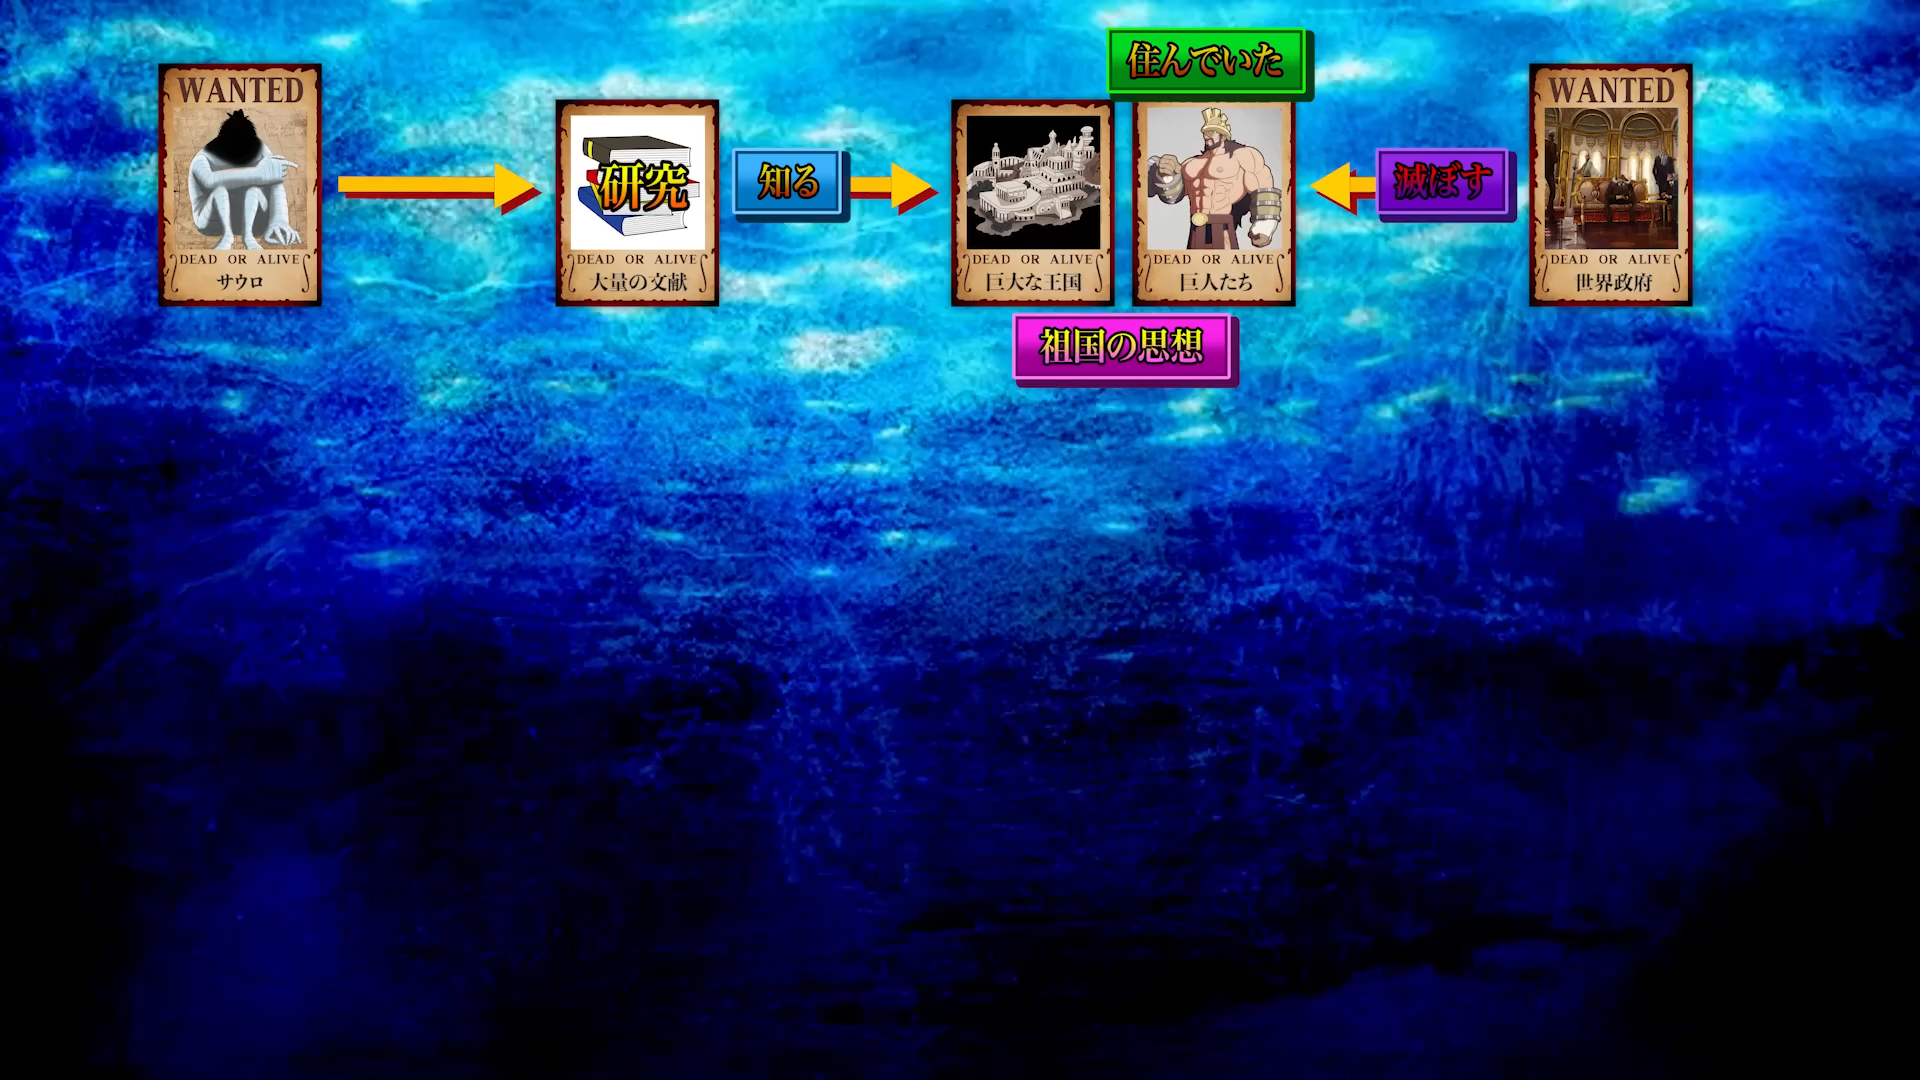 WANTED
DEAD OR ALIVE
サウロ
研究
DEAD OR ALIVE
大量の文献
知る
DEAD OR ALIVE
巨大な王国
住んでいた
DEAD OR ALIVE
巨人たち
祖国の思想
滅ぼす
WANTED
DEAD OR ALIVE
世界政府